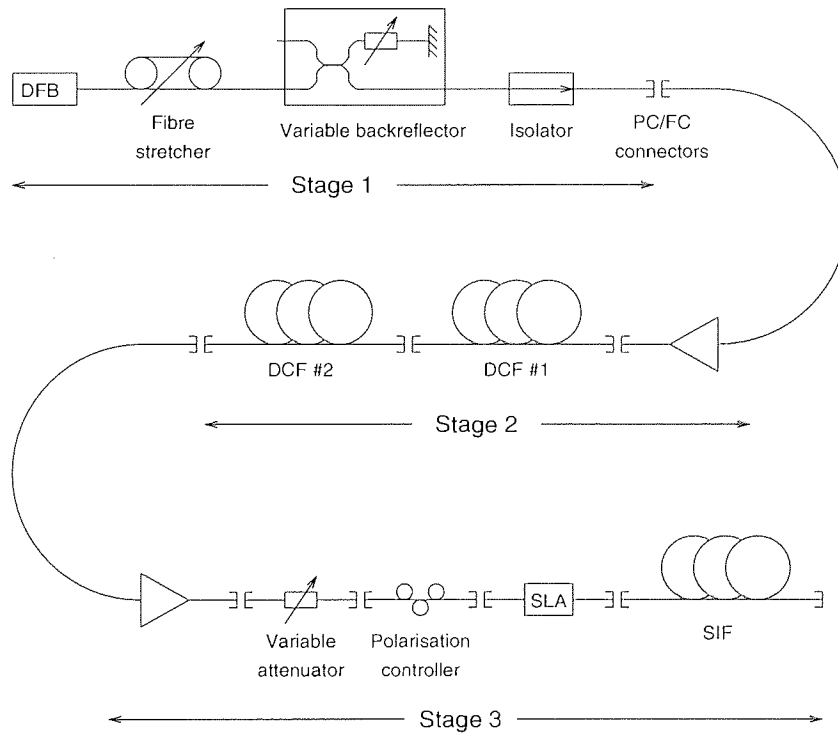 DFB
Fibre
stretcher
Variable backreflector
Isolator
PC/FC
connectors
Stage 1
DCF #2
DCF #1
Stage 2
Variable
attenuator
Polarisation
controller
SLA
SIF
Stage 3